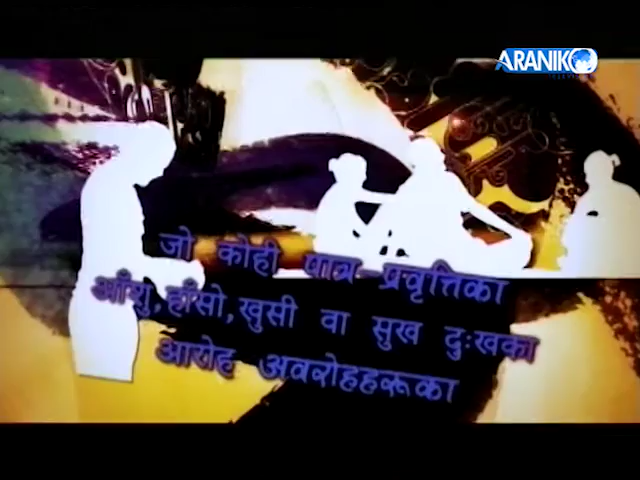 ARANIKO
जो कोही पात्र प्रवृत्तिका
आँशु, हाँसो, खुसी वा सुख दुःखका
आरोह अवरोहहरूका